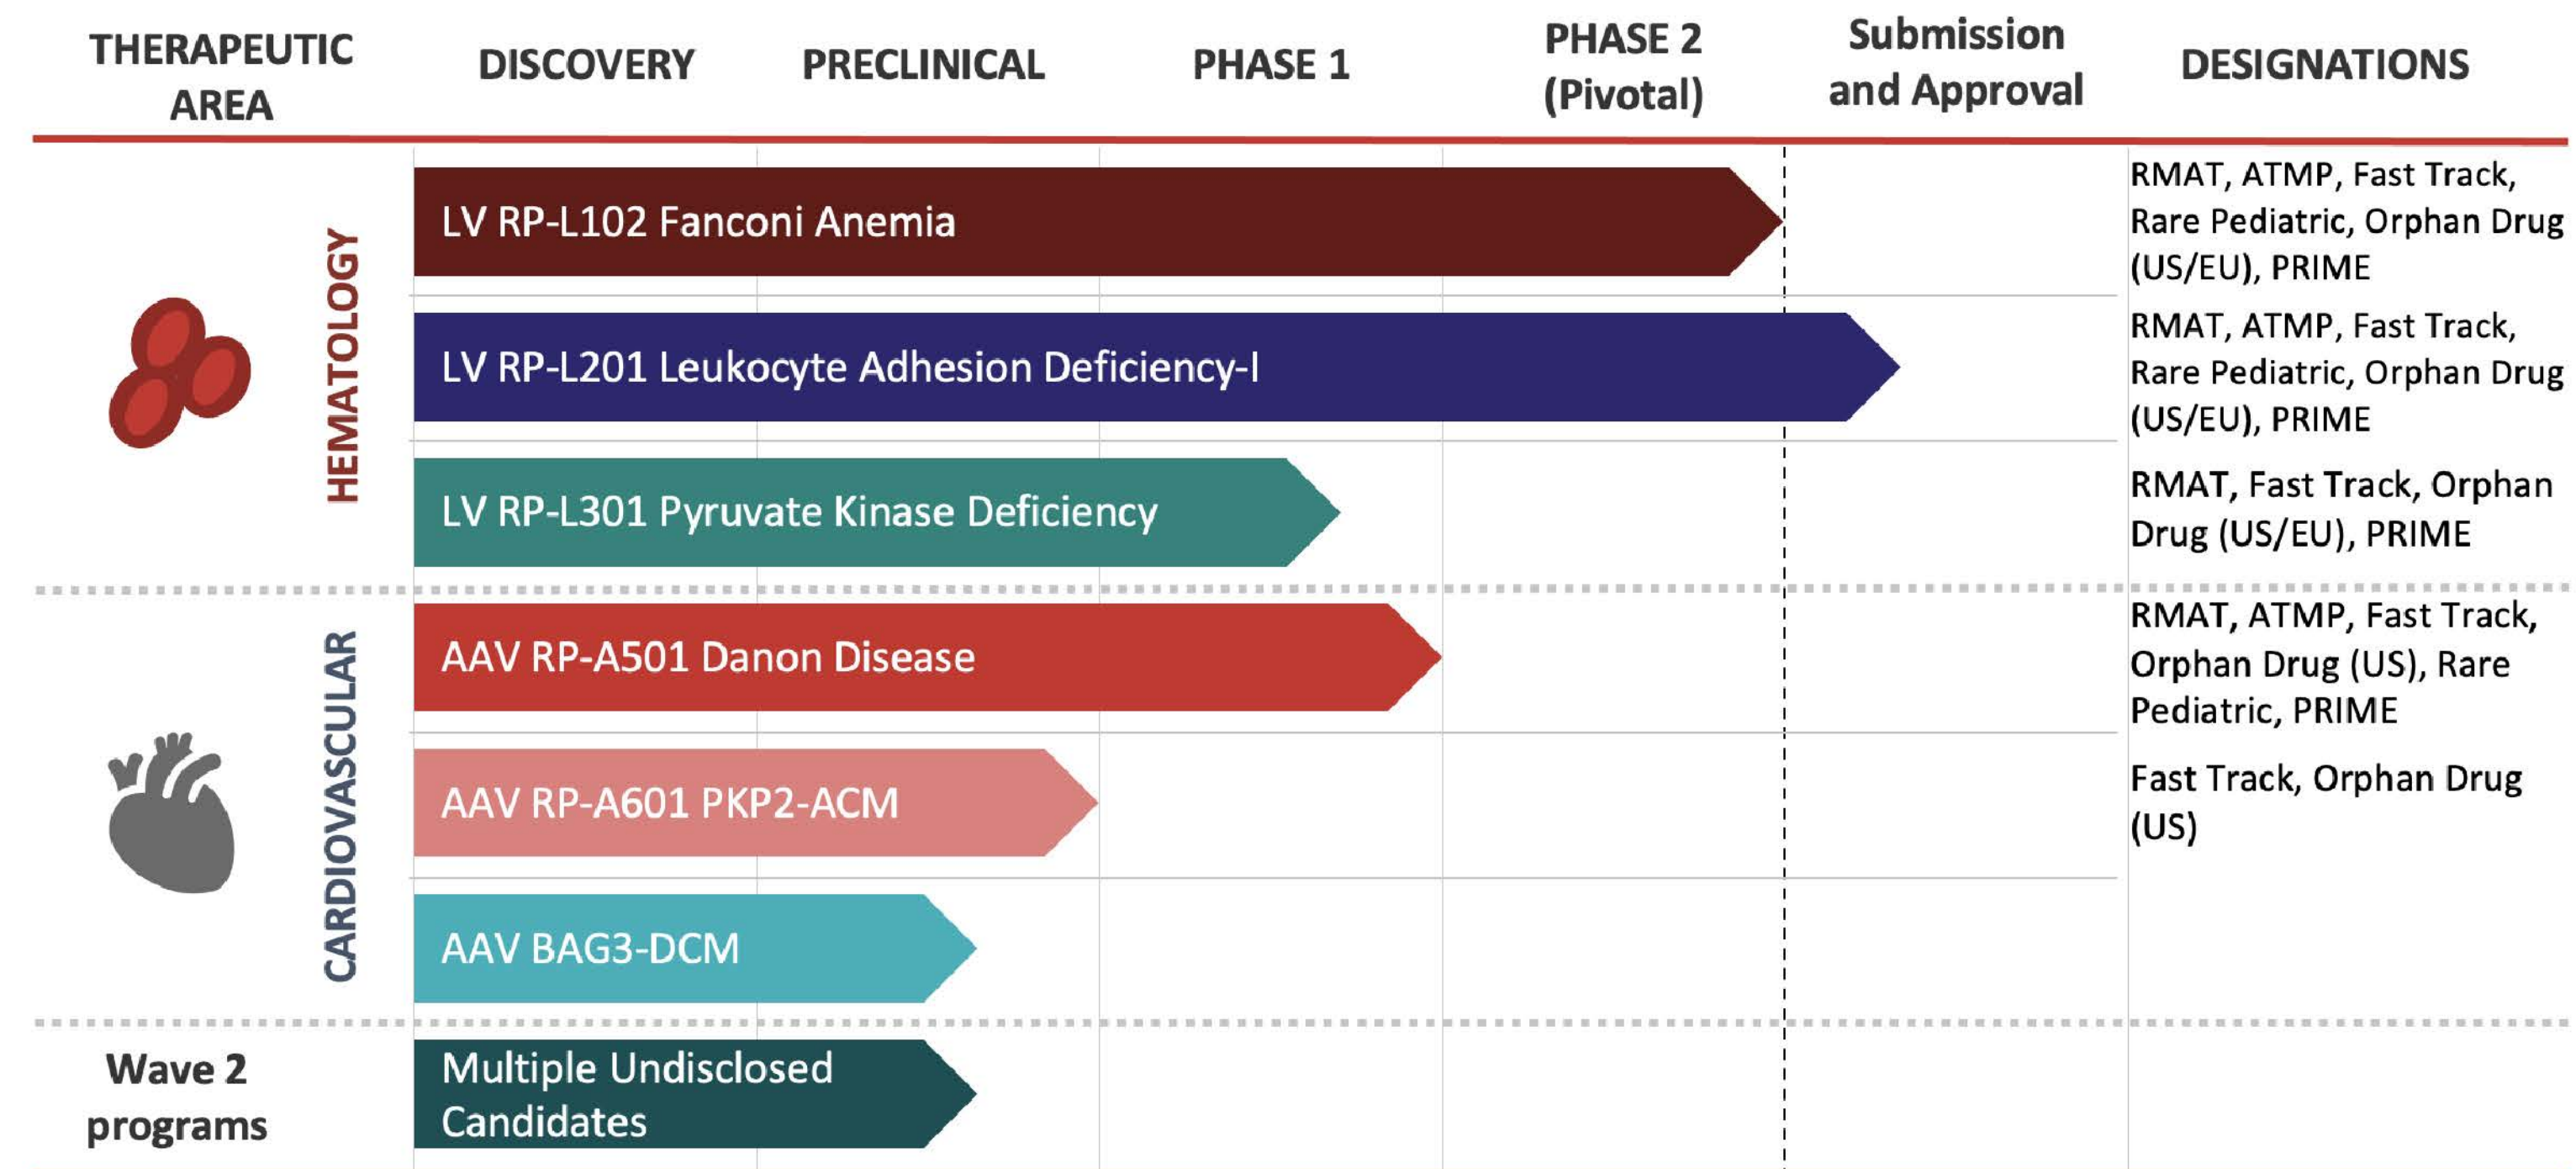 THERAPEUTIC
AREA
DISCOVERY
PRECLINICAL
PHASE 1
PHASE 2
(Pivotal)
Submission
and Approval
DESIGNATIONS
HEMATOLOGY
LV RP-L102 Fanconi Anemia
RMAT, ATMP, Fast Track,
Rare Pediatric, Orphan Drug
(US/EU), PRIME
LV RP-L201 Leukocyte Adhesion Deficiency-I
RMAT, ATMP, Fast Track,
Rare Pediatric, Orphan Drug
(US/EU), PRIME
LV RP-L301 Pyruvate Kinase Deficiency
RMAT, Fast Track, Orphan
Drug (US/EU), PRIME
CARDIOVASCULAR
AAV RP-A501 Danon Disease
RMAT, ATMP, Fast Track,
Orphan Drug (US), Rare
Pediatric, PRIME
AAV RP-A601 PKP2-ACM
Fast Track, Orphan Drug
(US)
AAV BAG3-DCM
Wave 2
programs
Multiple Undisclosed
Candidates